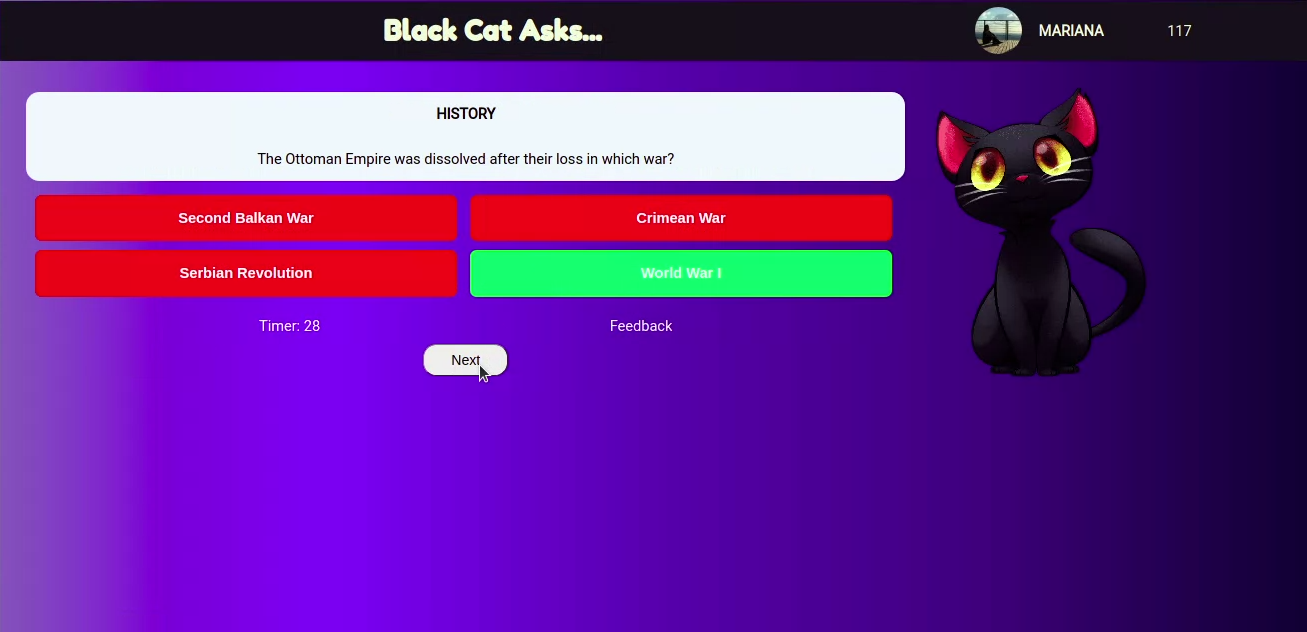 Black Cat Asks...
MARIANA
117
HISTORY
The Ottoman Empire was dissolved after their loss in which war?
Second Balkan War
Crimean War
Serbian Revolution
World War I
Timer: 28
Feedback
Next